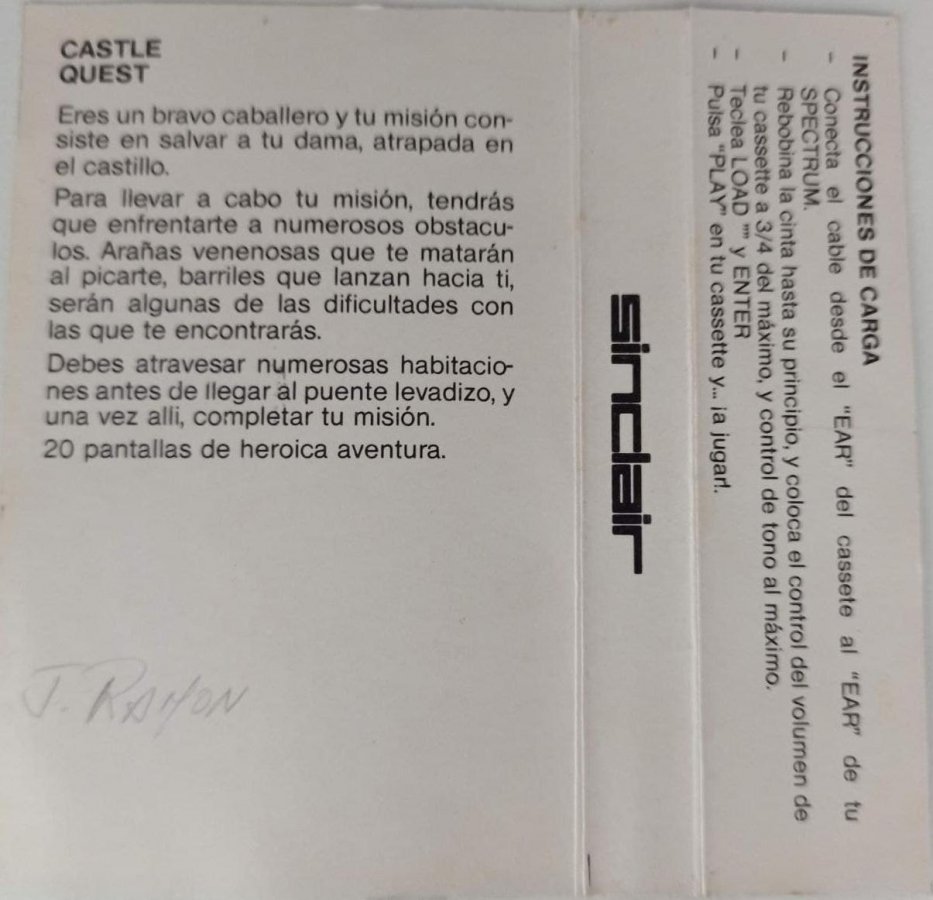 CASTLE
QUEST
Eres un bravo caballero y tu misión con-
siste en salvar a tu dama, atrapada en
el castillo.
Para llevar a cabo tu misión, tendrás
que enfrentarte a numerosos obstacu-
los. Arañas venenosas que te matarán
al picarte, barriles que lanzan hacia ti,
serán algunas de las dificultades con
las que te encontrarás.
Debes atravesar numerosas habitacio-
nes antes de llegar al puente levadizo, y
una vez alli, completar tu misión.
20 pantallas de heroica aventura.
J. RAMON
sinclair
INSTRUCCIONES DE CARGA
- Conecta el cable desde el "EAR" del cassete al "EAR" de tu
SPECTRUM.
- Rebobina la cinta hasta su principio, y coloca el control del volumen de
tu cassette a 3/4 del máximo, y control de tono al máximo.
- Teclea LOAD "" y ENTER
- Pulsa "PLAY" en tu cassette y... ¡a jugar!.